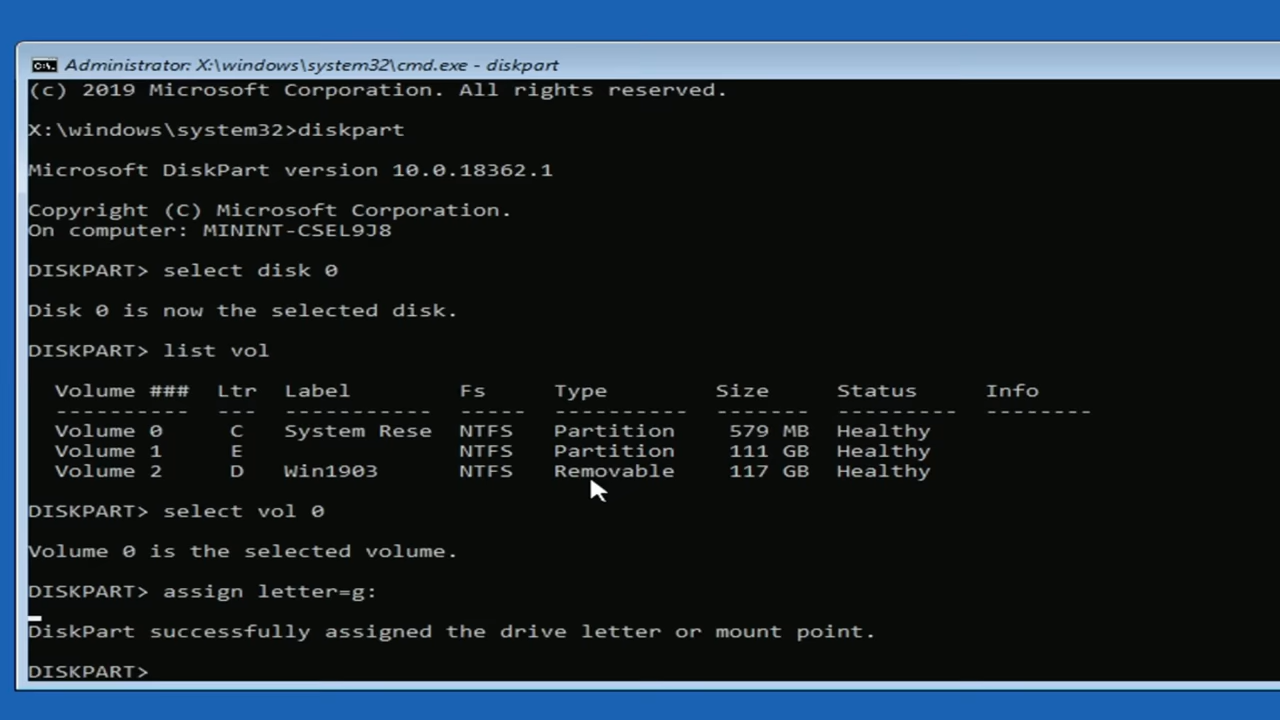 Administrator: X:\windows\system32\cmd.exe - diskpart
(c) 2019 Microsoft Corporation. All rights reserved.
X:\windows\system32>diskpart
Microsoft DiskPart version 10.0.18362.1
Copyright (C) Microsoft Corporation.
On computer: MININT-CSEL9J8
DISKPART> select disk 0
Disk 0 is now the selected disk.
DISKPART> list vol
  Volume ###  Ltr  Label        Fs     Type        Size     Status     Info
  ----------  ---  -----------  -----  ----------  -------  ---------  --------
  Volume 0     C   System Rese  NTFS   Partition    579 MB  Healthy
  Volume 1     E                NTFS   Partition    111 GB  Healthy
  Volume 2     D   Win1903      NTFS   Removable    117 GB  Healthy
DISKPART> select vol 0
Volume 0 is the selected volume.
DISKPART> assign letter=g:
DiskPart successfully assigned the drive letter or mount point.
DISKPART>